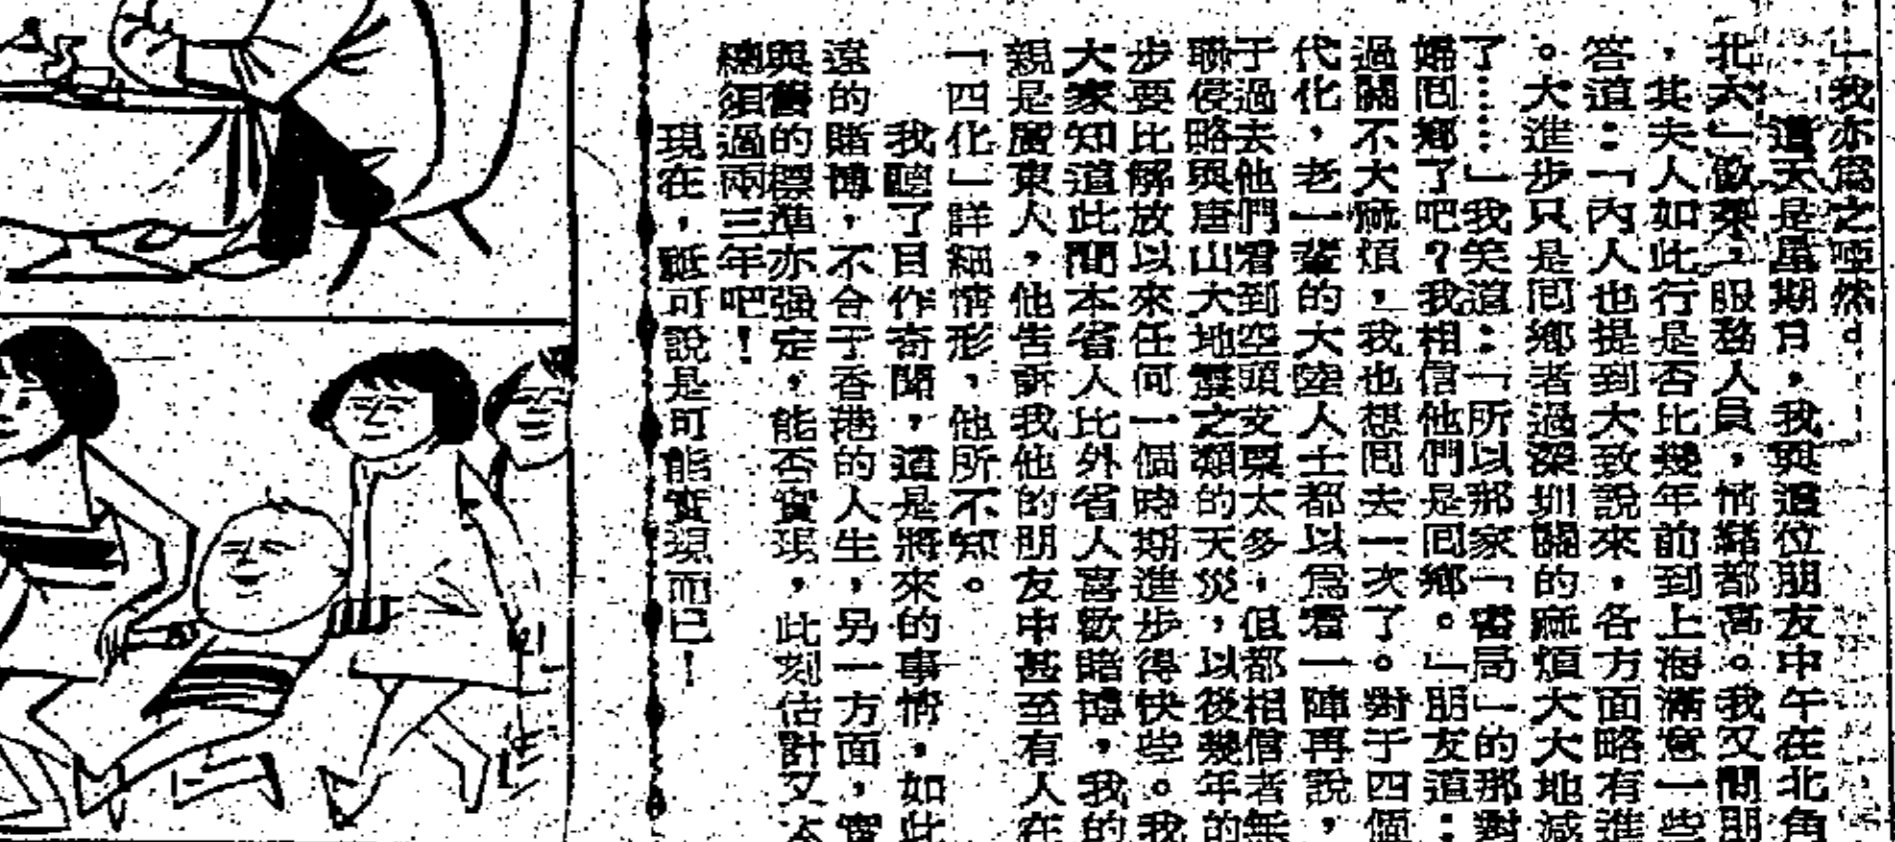 」我亦爲之啞然。
這天是星期日，我與這位朋友中午在北角
北大」飲茶，服務人員，情緒都高。我又問朋
，其夫人如此行是否比幾年前到上海滿意一些
答道：「內人也提到大致說來，各方面略有進
。大進步只是囘鄉者過深圳關的麻煩大大地減
了……」我笑道：「所以那家「書局」的那對
婦囘鄉了吧？我相信他們是囘鄉。」朋友道：
過關不大麻煩，我也想囘去一次了。對于四個
代化，老一輩的大陸人士都以爲看一陣再說，
于過去他們看到空頭支票太多，但都相信者無
聯侵略與唐山大地震之類的天災，以後幾年的
步要比解放以來任何一個時期進步得快些。我
大家知道此間本省人比外省人喜歡賭博，我的
親是廣東人，他告訴我他的朋友中甚至有人在
「四化」詳細情形，他所不知。
我聽了目作奇聞，這是將來的事情，如此
遠的賭博，不合于香港的人生，另一方面，實
與舊的標準亦强定，能否實現，此刻估計又太
總須過兩三年吧！
現在，祗可說是可能實現而已！